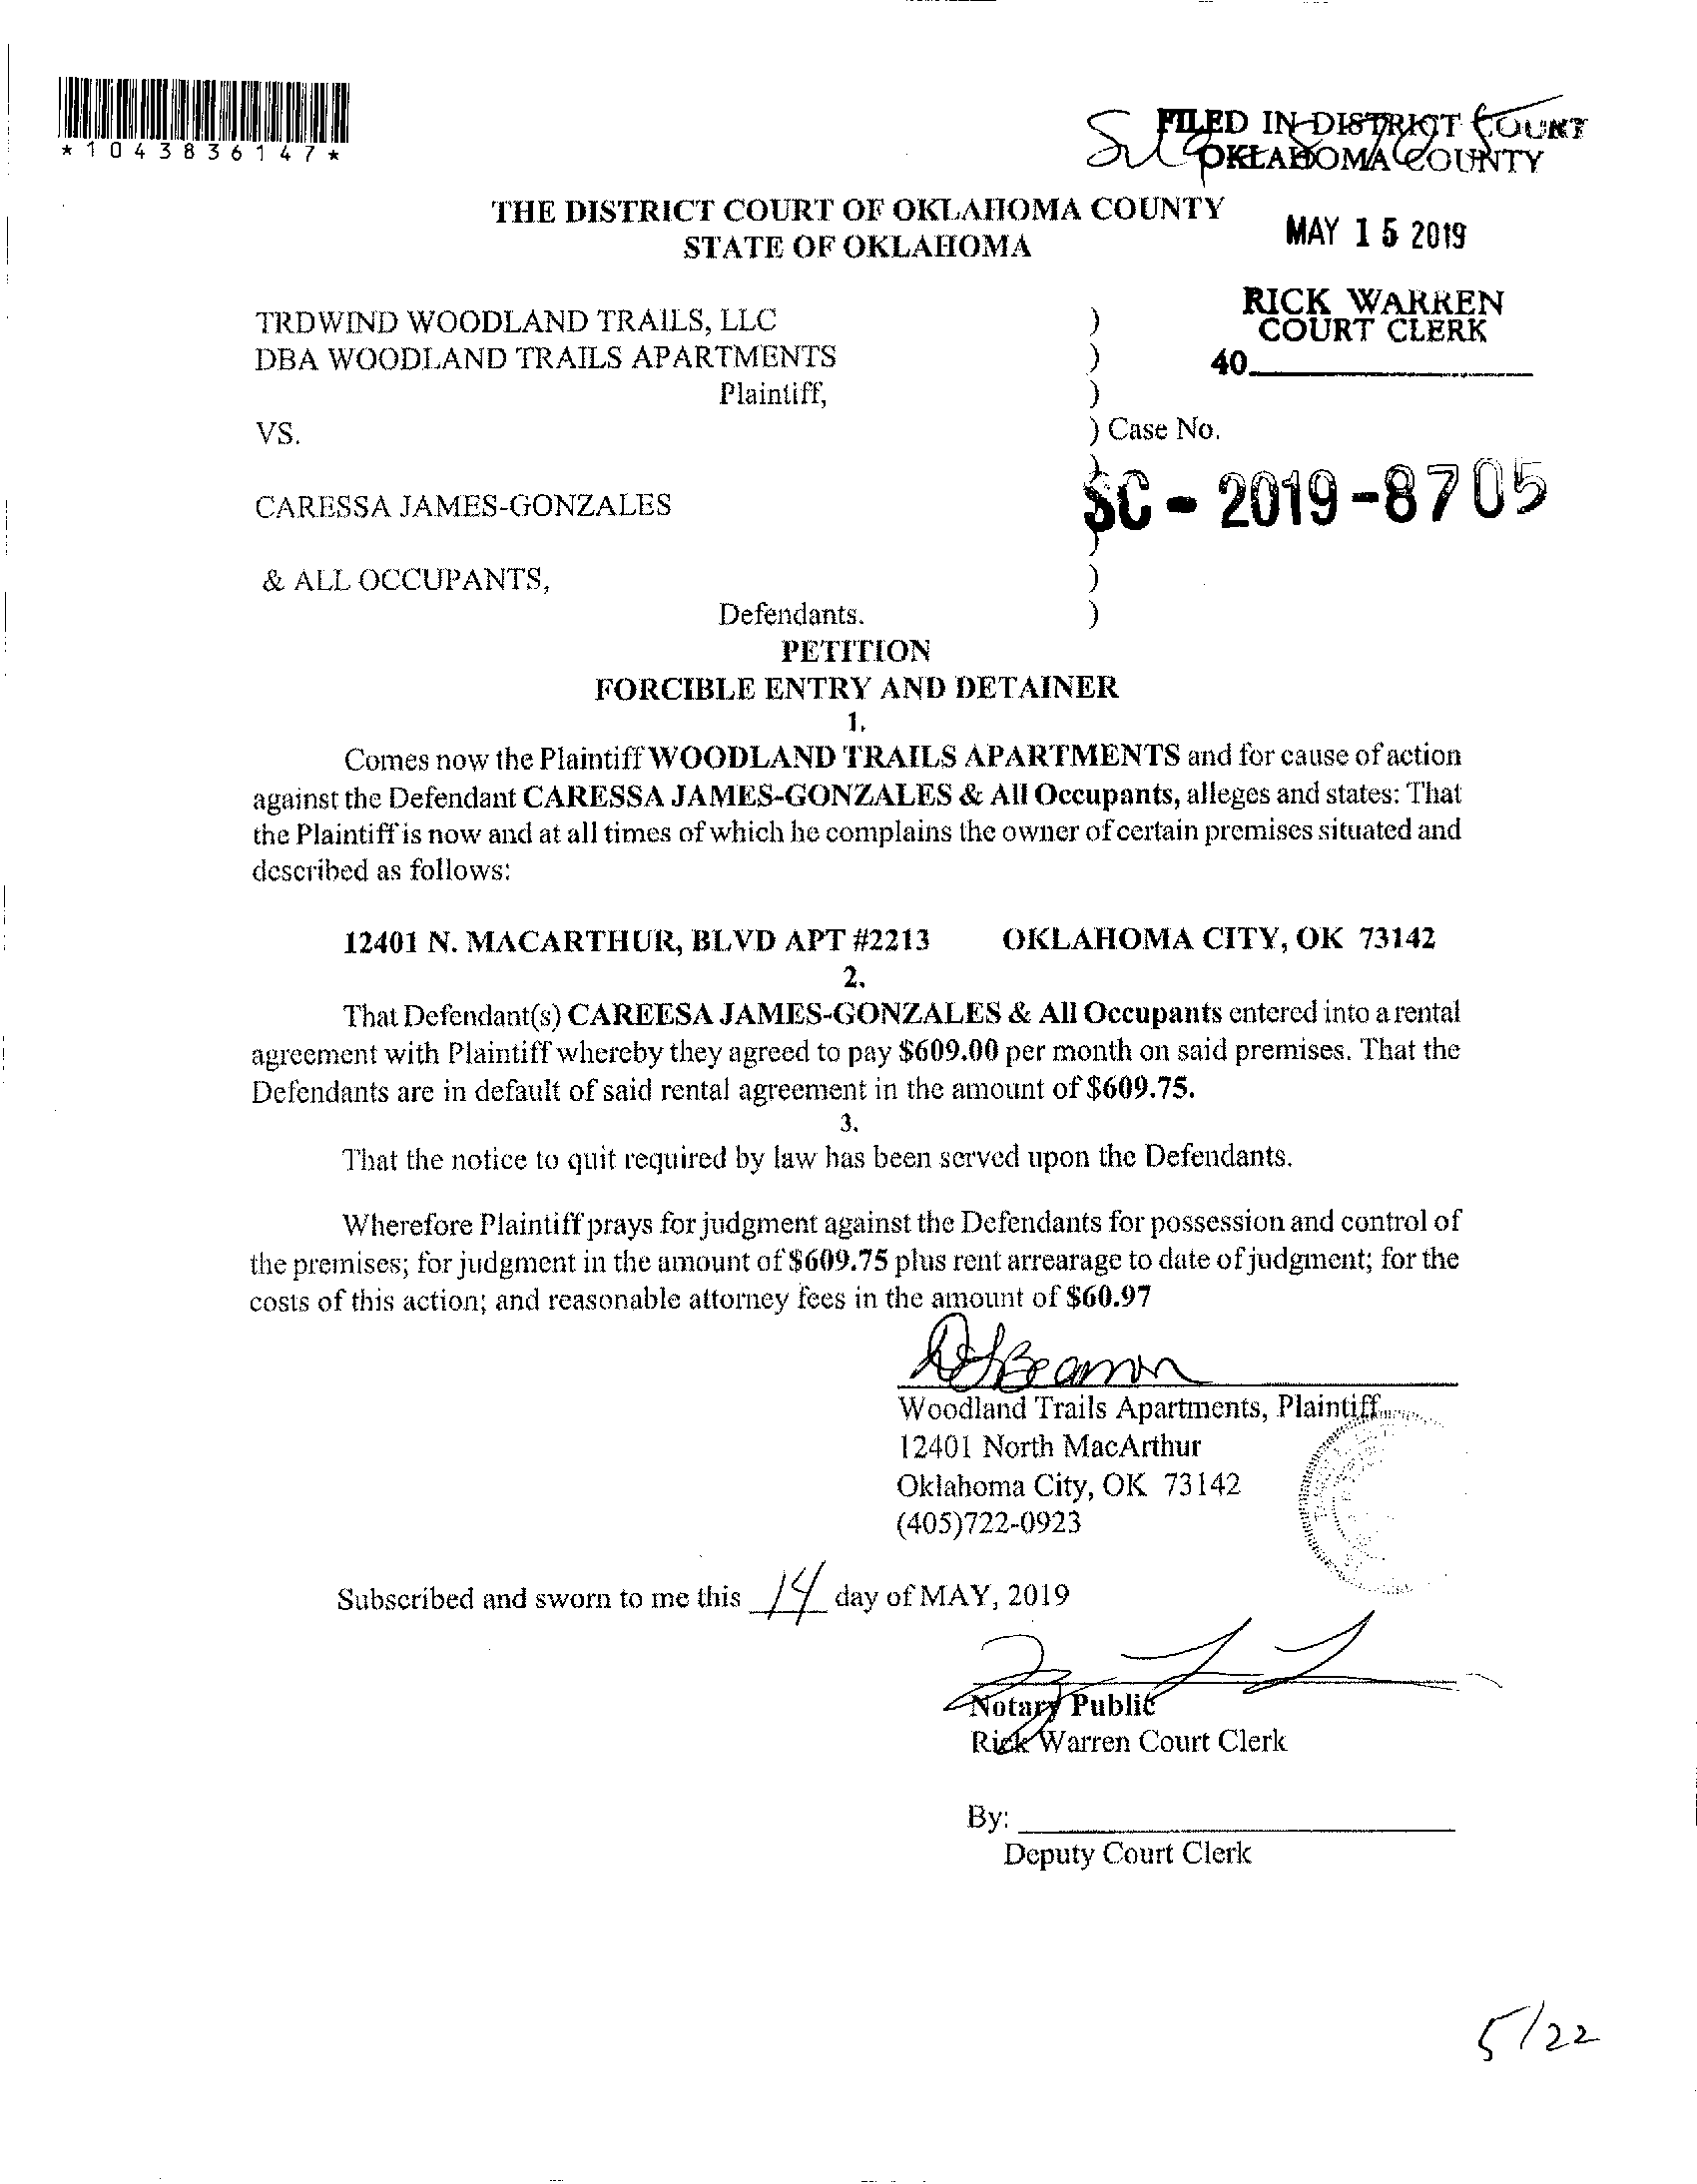 *1043836147*
FILED IN DISTRICT COURT
OKLAHOMA COUNTY
THE DISTRICT COURT OF OKLAHOMA COUNTY
STATE OF OKLAHOMA
MAY 15 2019
RICK WARREN
COURT CLERK
40
TRDWIND WOODLAND TRAILS, LLC )
DBA WOODLAND TRAILS APARTMENTS )
Plaintiff, )
VS. ) Case No.
)
CARESSA JAMES-GONZALES SC - 2019-8705
)
& ALL OCCUPANTS, )
Defendants. )
PETITION
FORCIBLE ENTRY AND DETAINER
1.
Comes now the Plaintiff WOODLAND TRAILS APARTMENTS and for cause of action
against the Defendant CARESSA JAMES-GONZALES & All Occupants, alleges and states: That
the Plaintiff is now and at all times of which he complains the owner of certain premises situated and
described as follows:
12401 N. MACARTHUR, BLVD APT #2213 OKLAHOMA CITY, OK 73142
2.
That Defendant(s) CAREESA JAMES-GONZALES & All Occupants entered into a rental
agreement with Plaintiff whereby they agreed to pay $609.00 per month on said premises. That the
Defendants are in default of said rental agreement in the amount of $609.75.
3.
That the notice to quit required by law has been served upon the Defendants.
Wherefore Plaintiff prays for judgment against the Defendants for possession and control of
the premises; for judgment in the amount of $609.75 plus rent arrearage to date of judgment; for the
costs of this action; and reasonable attorney fees in the amount of $60.97
Woodland Trails Apartments, Plaintiff
12401 North MacArthur
Oklahoma City, OK 73142
(405)722-0923
Subscribed and sworn to me this 14 day of MAY, 2019
Notary Public
Rick Warren Court Clerk
By:
Deputy Court Clerk
5/22